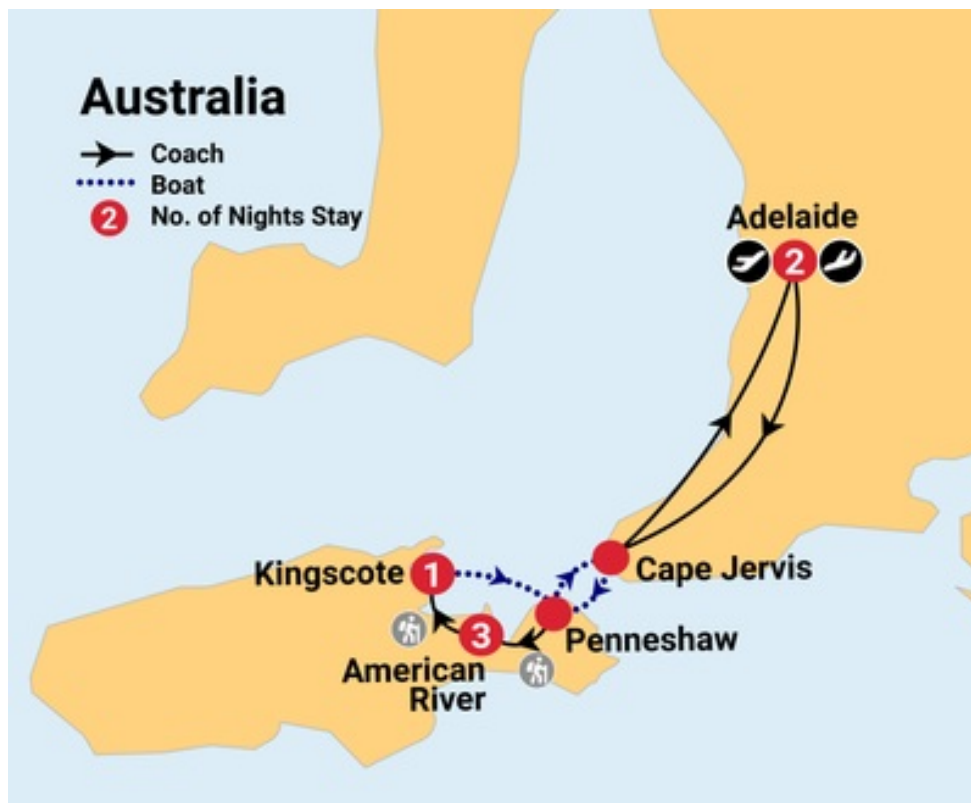 Australia
Coach
Boat
2 No. of Nights Stay
Adelaide
2
Kingscote 1
Cape Jervis
3
Penneshaw
American
River